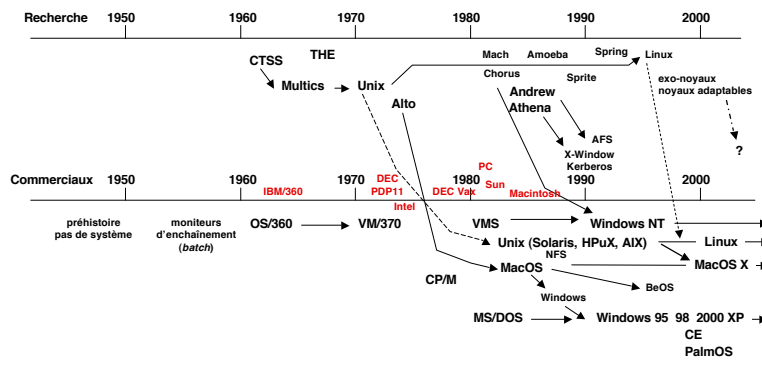 Recherche 1950 1960 1970 1980 1990 2000
THE
CTSS
Mach Amoeba Spring Linux
Multics Unix
Chorus Sprite
exo-noyaux
noyaux adaptables
Alto
Andrew
Athena
AFS
X-Window
Kerberos
?
PC
Commerciaux 1950 1960 1970 1980 1990 2000
DEC
Sun
IBM/360 PDP11 DEC Vax Macintosh
Intel
préhistoire
pas de système
moniteurs
d'enchaînement
(batch)
OS/360 VM/370 VMS Windows NT
Unix (Solaris, HPuX, AIX) Linux
NFS
MacOS MacOS X
CP/M
BeOS
Windows
MS/DOS Windows 95 98 2000 XP
CE
PalmOS